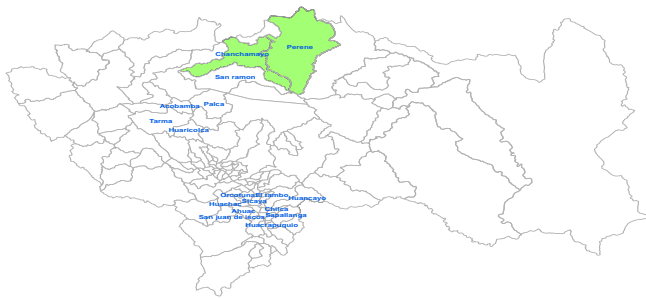 Perene
Chanchamayo
San ramon
Acobamba
Palca
Tarma
Huaricolca
Orcotuna
El tambo
Sicaya
Huancayo
Huachac
Chilca
Ahuac
San juan de iscos
Sapallanga
Huacrapuquio